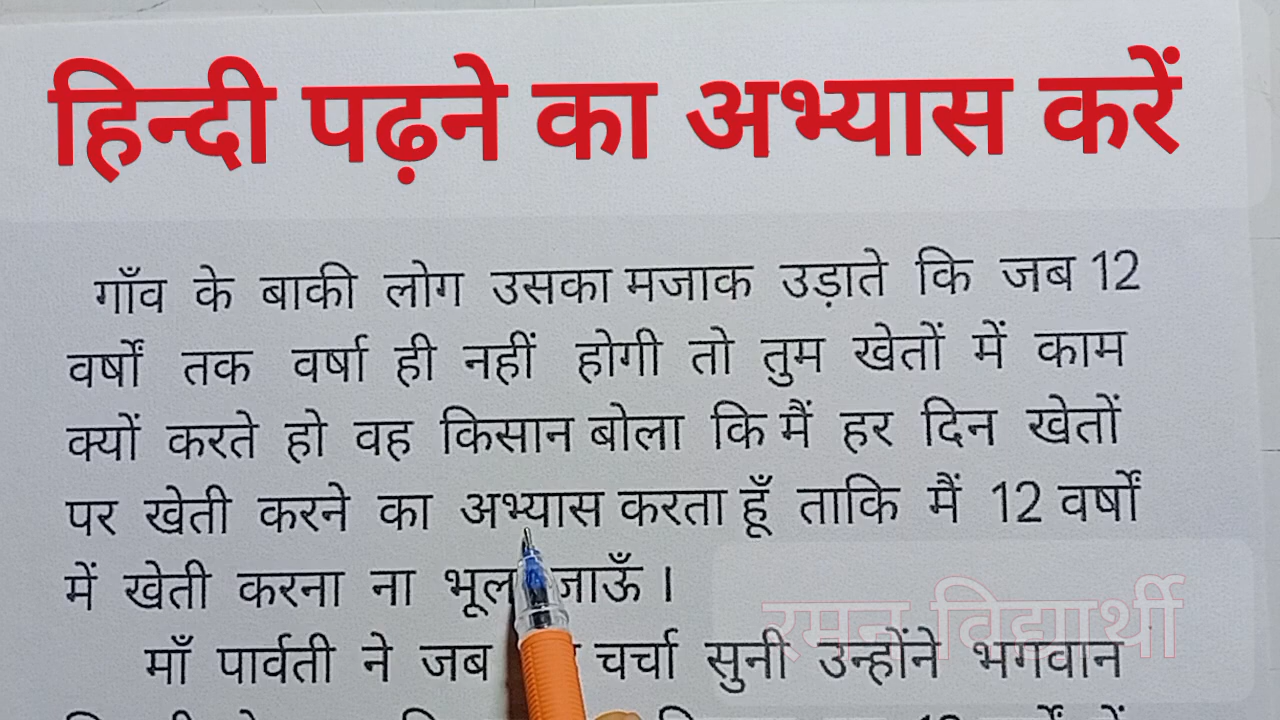 हिन्दी पढ़ने का अभ्यास करें
गाँव के बाकी लोग उसका मजाक उड़ाते कि जब 12
वर्षों तक वर्षा ही नहीं होगी तो तुम खेतों में काम
क्यों करते हो वह किसान बोला कि मैं हर दिन खेतों
पर खेती करने का अभ्यास करता हूँ ताकि मैं 12 वर्षों
में खेती करना ना भूल जाऊँ ।
रमन विद्यार्थी
माँ पार्वती ने जब चर्चा सुनी उन्होंने भगवान